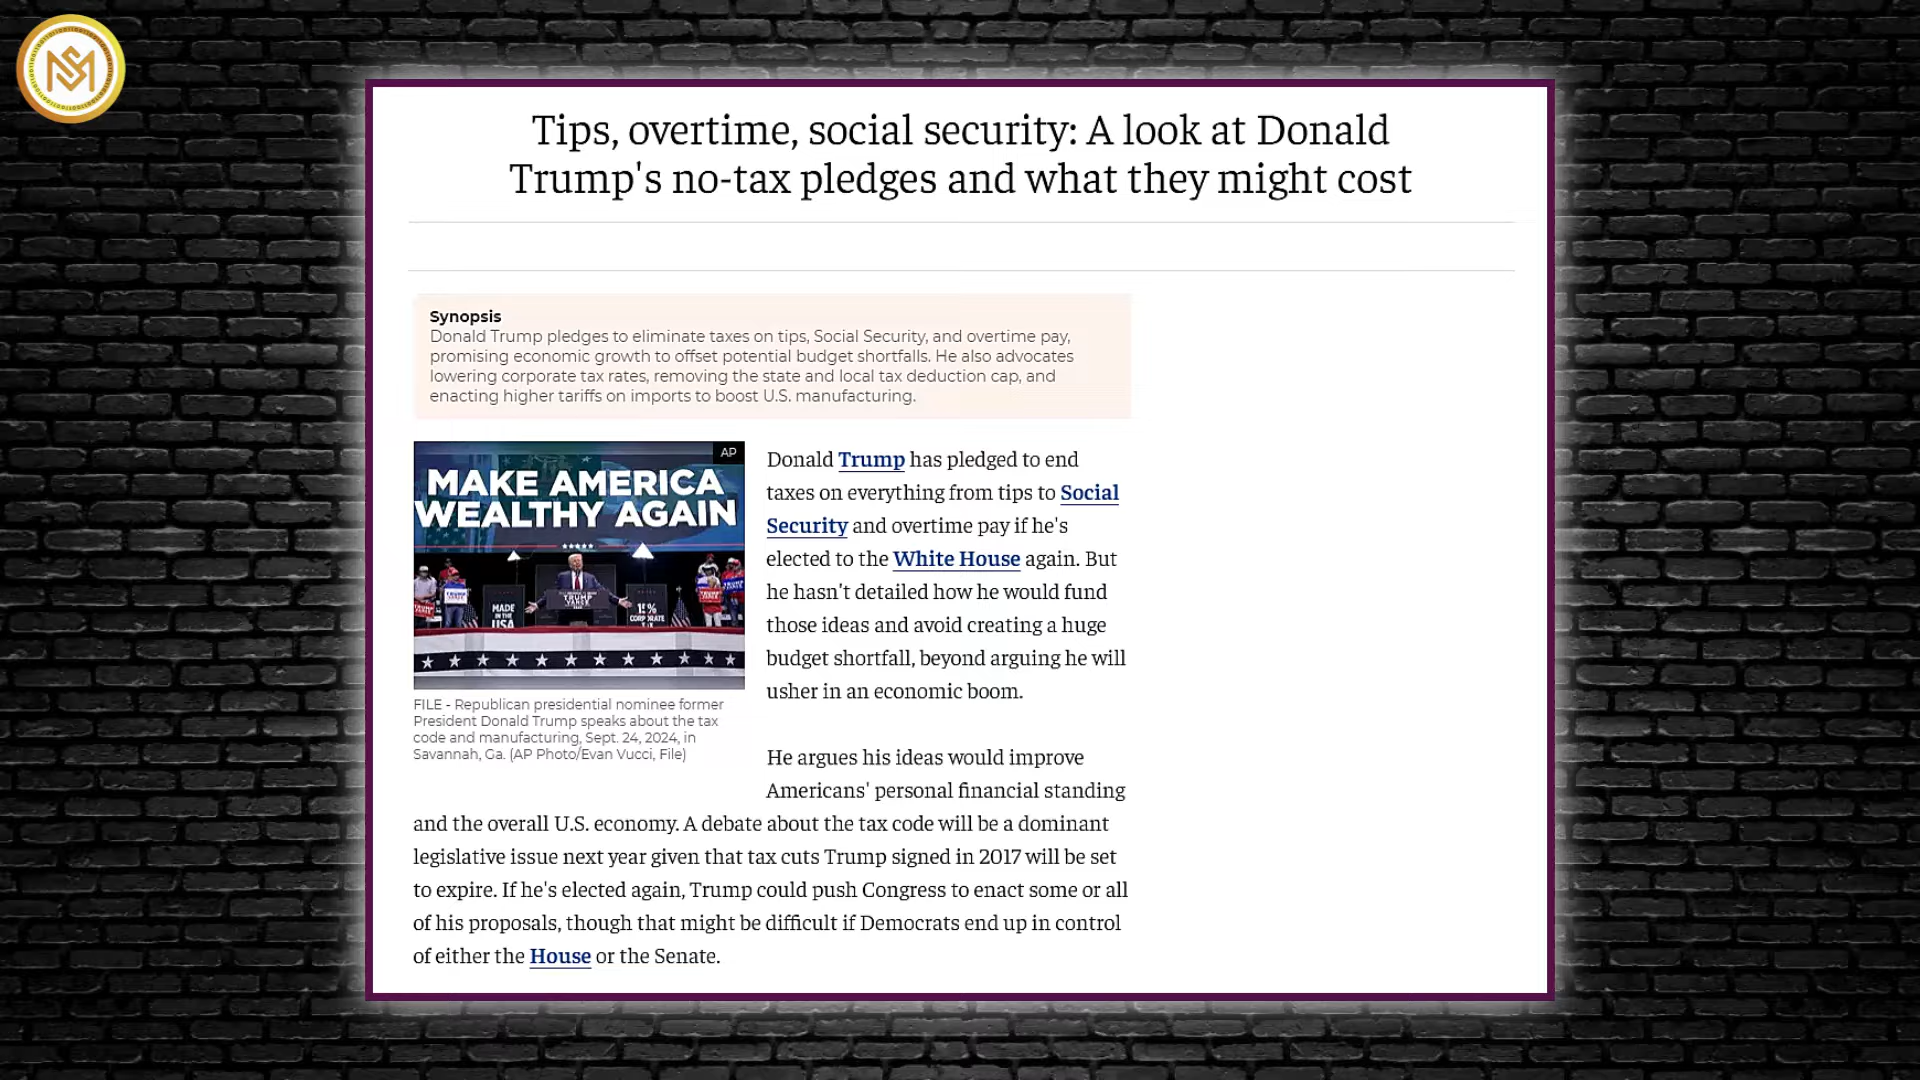 Tips, overtime, social security: A look at Donald
Trump's no-tax pledges and what they might cost
Synopsis
Donald Trump pledges to eliminate taxes on tips, Social Security, and overtime pay,
promising economic growth to offset potential budget shortfalls. He also advocates
lowering corporate tax rates, removing the state and local tax deduction cap, and
enacting higher tariffs on imports to boost U.S. manufacturing.
AP
MAKE AMERICA
WEALTHY AGAIN
TRUMP
MADE
IN THE
USA
15%
CORPORATE
FILE - Republican presidential nominee former
President Donald Trump speaks about the tax
code and manufacturing, Sept. 24, 2024, in
Savannah, Ga. (AP Photo/Evan Vucci, File)
Donald Trump has pledged to end
taxes on everything from tips to Social
Security and overtime pay if he's
elected to the White House again. But
he hasn't detailed how he would fund
those ideas and avoid creating a huge
budget shortfall, beyond arguing he will
usher in an economic boom.
He argues his ideas would improve
Americans' personal financial standing
and the overall U.S. economy. A debate about the tax code will be a dominant
legislative issue next year given that tax cuts Trump signed in 2017 will be set
to expire. If he's elected again, Trump could push Congress to enact some or all
of his proposals, though that might be difficult if Democrats end up in control
of either the House or the Senate.